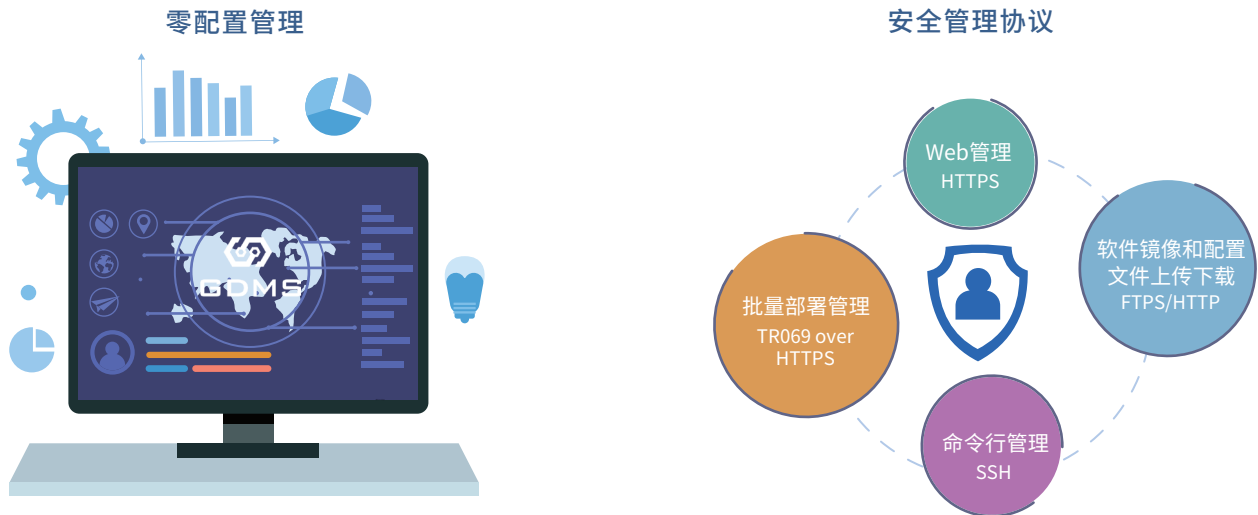 零配置管理
GDMS
安全管理协议
Web管理
HTTPS
软件镜像和配置
文件上传下载
FTPS/HTTP
批量部署管理
TR069 over
HTTPS
命令行管理
SSH